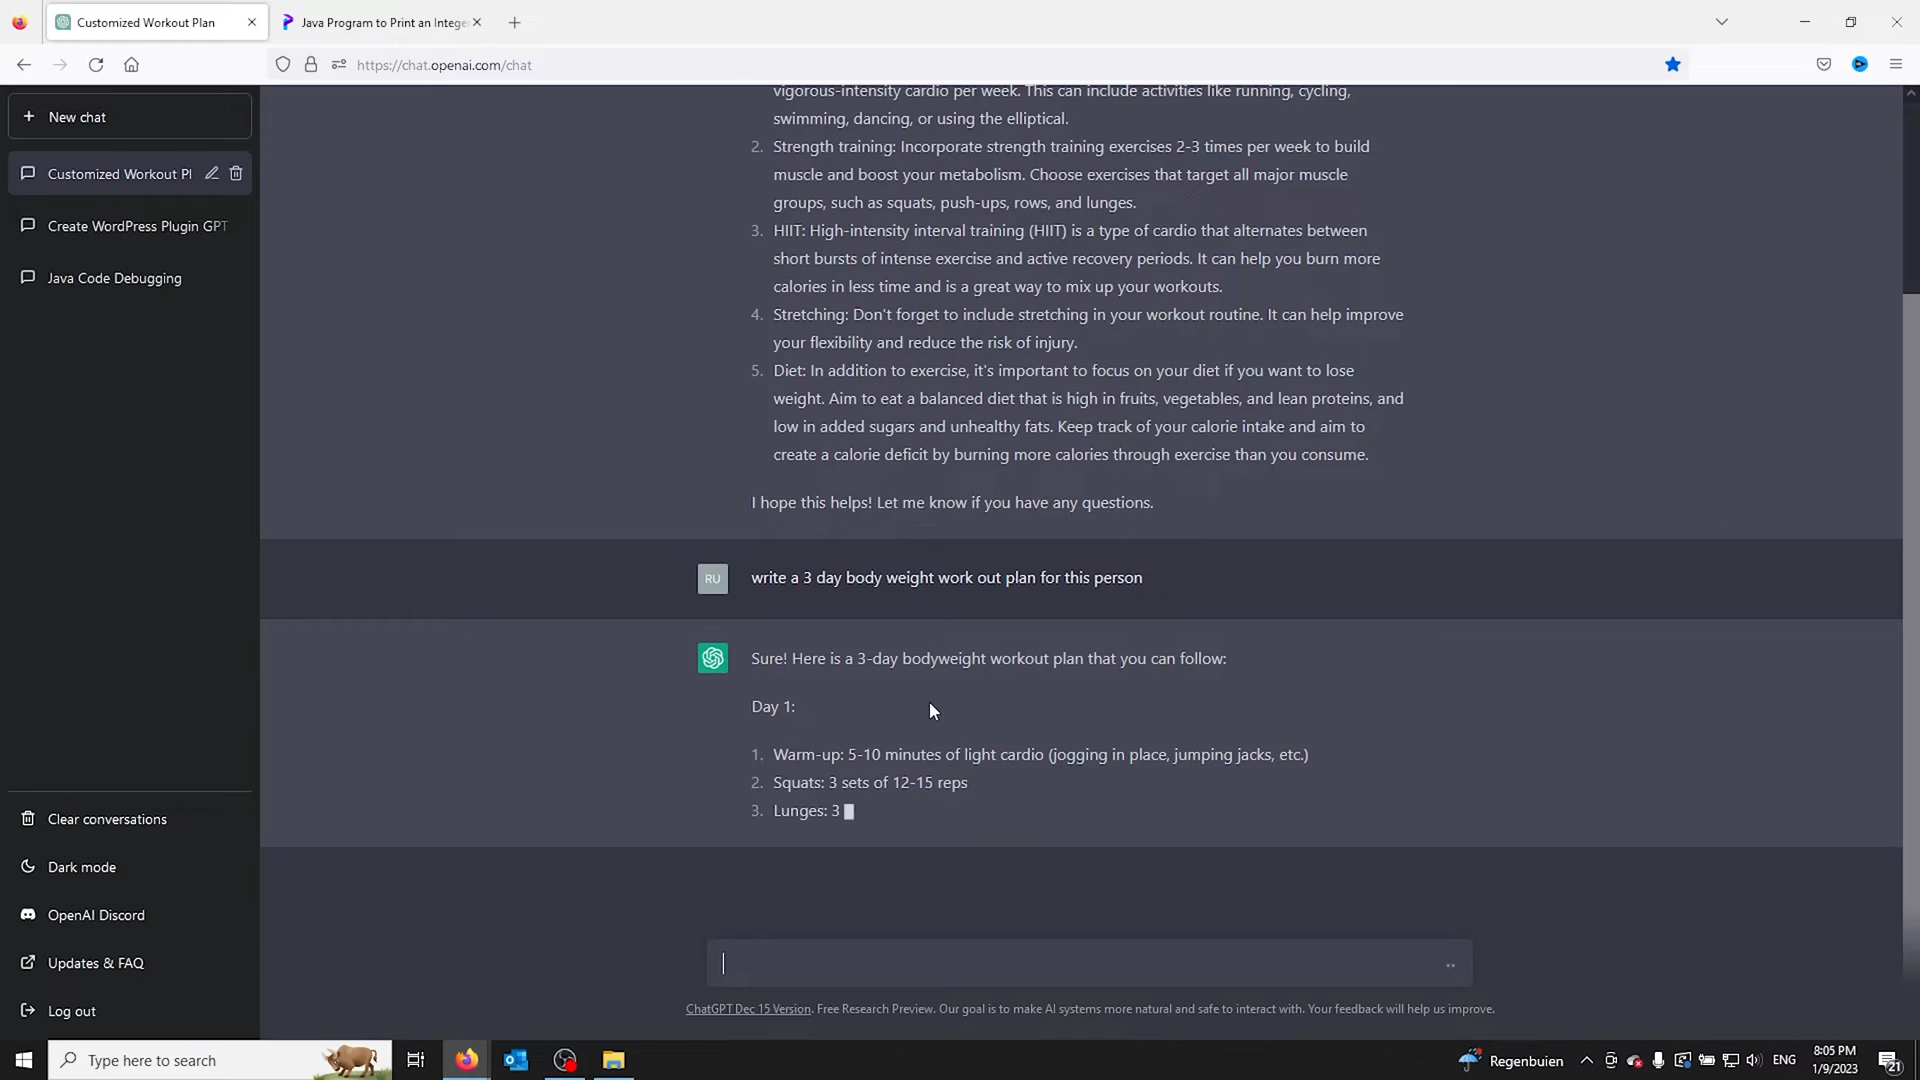 Customized Workout Plan
Java Program to Print an Intege
https://chat.openai.com/chat
New chat
Customized Workout Pl
Create WordPress Plugin GPT
Java Code Debugging
Clear conversations
Dark mode
OpenAI Discord
Updates & FAQ
Log out
vigorous-intensity cardio per week. This can include activities like running, cycling,
swimming, dancing, or using the elliptical.
2. Strength training: Incorporate strength training exercises 2-3 times per week to build
muscle and boost your metabolism. Choose exercises that target all major muscle
groups, such as squats, push-ups, rows, and lunges.
3. HIIT: High-intensity interval training (HIIT) is a type of cardio that alternates between
short bursts of intense exercise and active recovery periods. It can help you burn more
calories in less time and is a great way to mix up your workouts.
4. Stretching: Don't forget to include stretching in your workout routine. It can help improve
your flexibility and reduce the risk of injury.
5. Diet: In addition to exercise, it's important to focus on your diet if you want to lose
weight. Aim to eat a balanced diet that is high in fruits, vegetables, and lean proteins, and
low in added sugars and unhealthy fats. Keep track of your calorie intake and aim to
create a calorie deficit by burning more calories through exercise than you consume.
I hope this helps! Let me know if you have any questions.
RU
write a 3 day body weight work out plan for this person
Sure! Here is a 3-day bodyweight workout plan that you can follow:
Day 1:
1. Warm-up: 5-10 minutes of light cardio (jogging in place, jumping jacks, etc.)
2. Squats: 3 sets of 12-15 reps
3. Lunges: 3
ChatGPT Dec 15 Version. Free Research Preview. Our goal is to make AI systems more natural and safe to interact with. Your feedback will help us improve.
Type here to search
Regenbuien
ENG
8:05 PM
1/9/2023
21